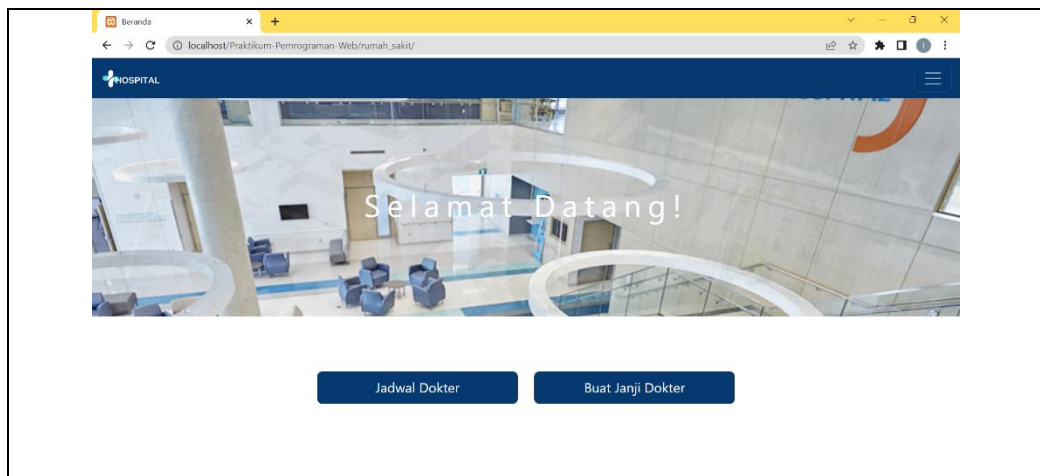 Beranda
localhost/Praktikum-Pemrograman-Web/rumah_sakit/
HOSPITAL
Selamat Datang!
Jadwal Dokter
Buat Janji Dokter